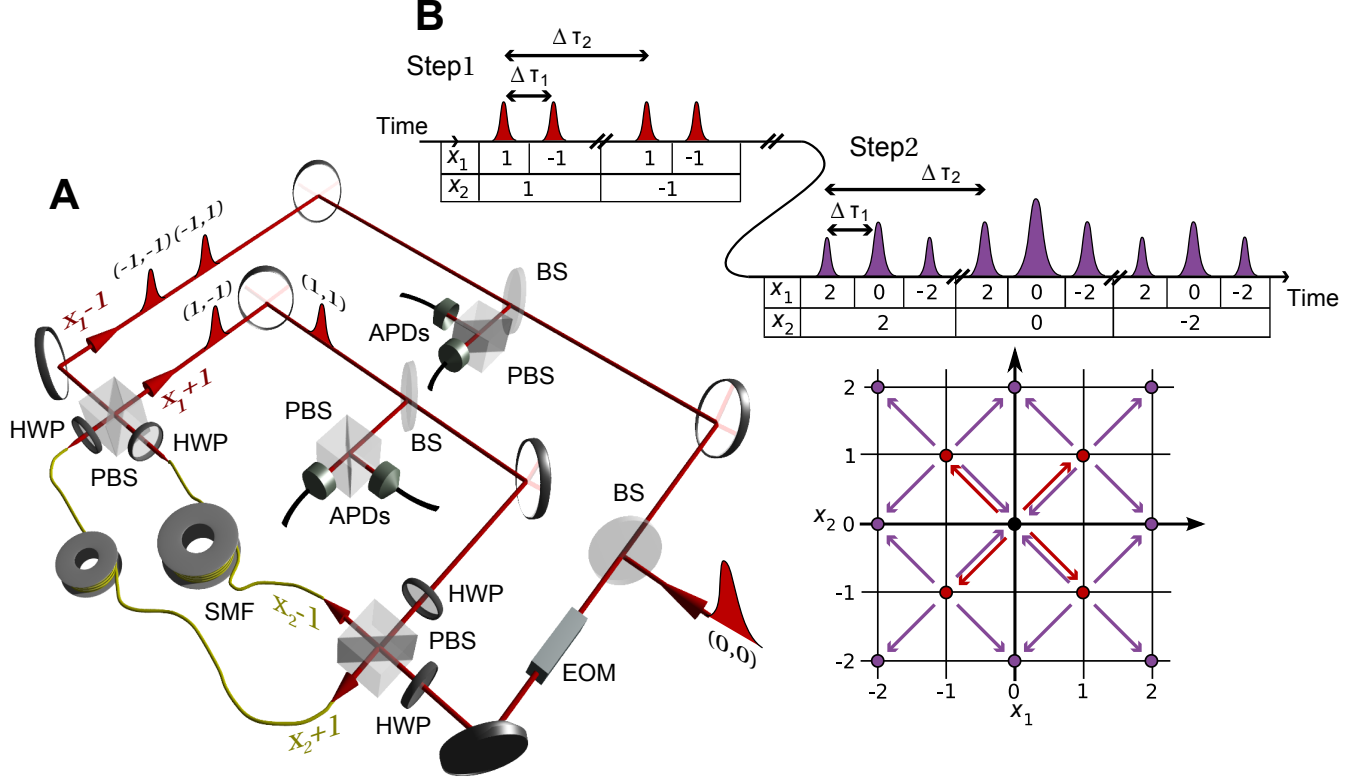 B
Step1
Δ τ2
Δ τ1
Time
x1 1 -1 1 -1
x2 1 -1
Step2
Δ τ2
Δ τ1
x1 2 0 -2 2 0 -2 2 0 -2
Time
x2 2 0 -2
A
(-1,-1) (-1,1)
(1,-1)
(1,1)
x1-1
x1+1
BS
APDs
PBS
HWP
HWP
PBS
PBS
BS
APDs
BS
SMF
x2-1
HWP
PBS
(0,0)
EOM
HWP
x2+1
2
1
x2 0
-1
-2
-2 -1 0 1 2
x1